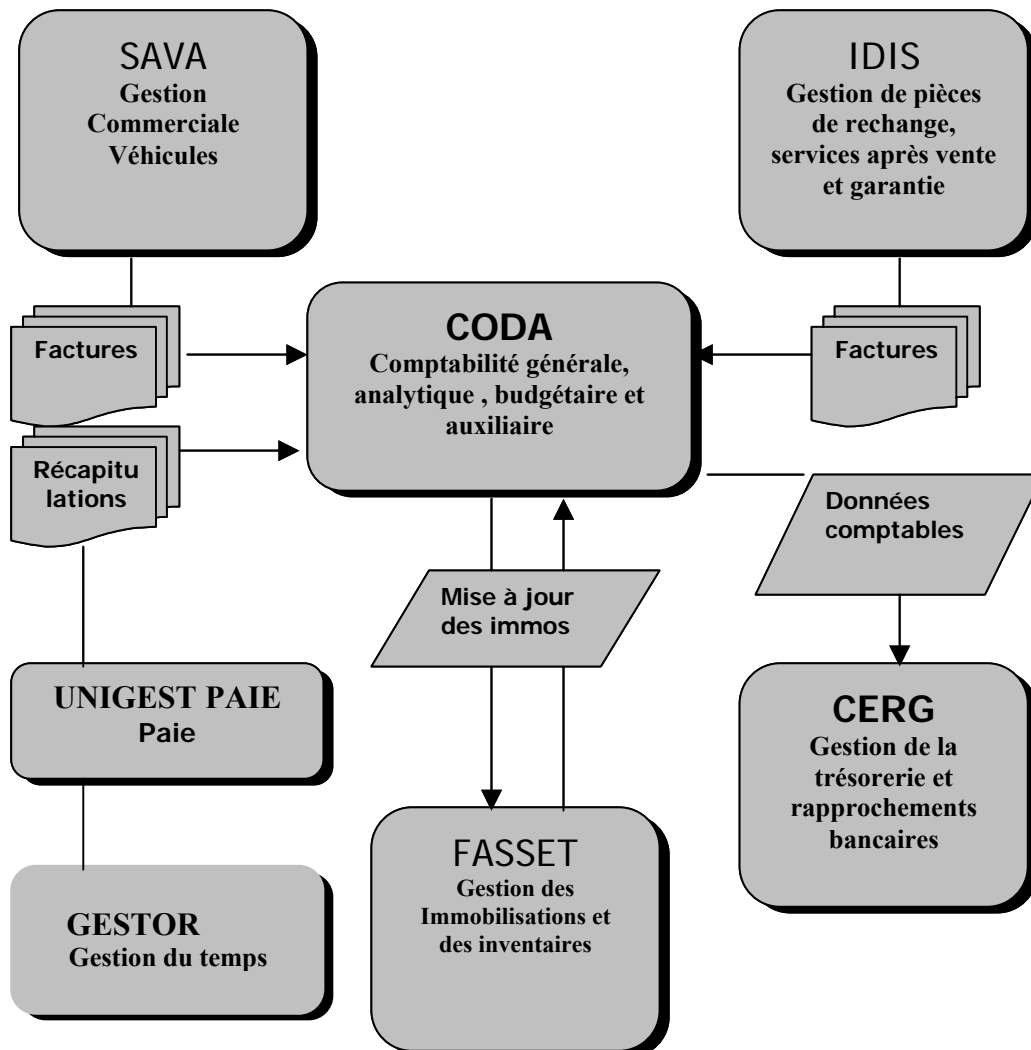 SAVA
Gestion
Commerciale
Véhicules
IDIS
Gestion de pièces
de rechange,
services après vente
et garantie
Factures
CODA
Comptabilité générale,
analytique , budgétaire et
auxiliaire
Factures
Récapitu
lations
Données
comptables
Mise à jour
des immos
UNIGEST PAIE
Paie
CERG
Gestion de la
trésorerie et
rapprochements
bancaires
FASSET
Gestion des
Immobilisations et
des inventaires
GESTOR
Gestion du temps